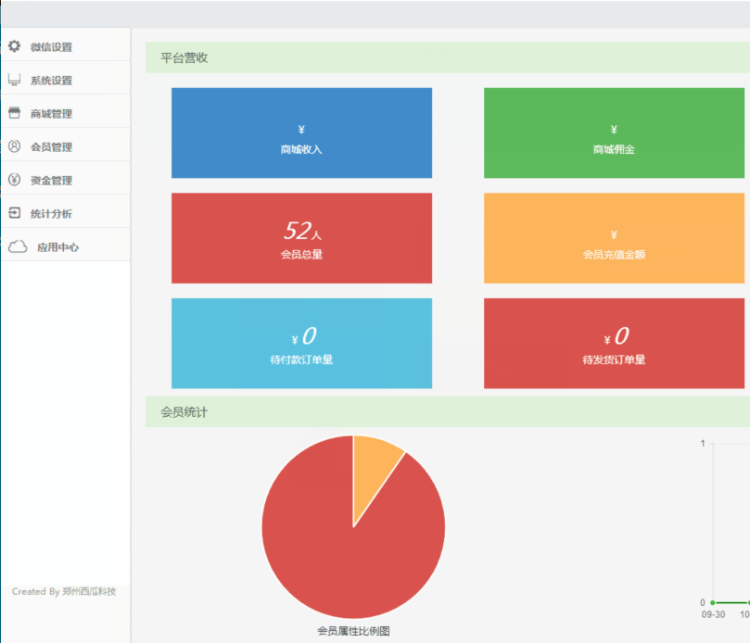 微信设置
系统设置
商城管理
会员管理
资金管理
统计分析
应用中心
Created By 郑州西瓜科技
平台营收
¥
商城收入
¥
商城佣金
52人
会员总量
¥
会员充值金额
¥ 0
待付款订单量
¥ 0
待发货订单量
会员统计
会员属性比例图
1
0
09-30
10